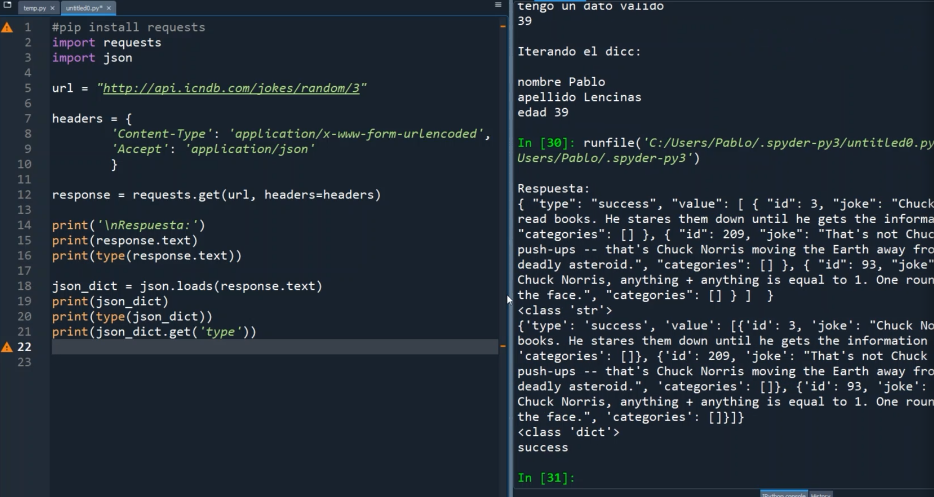 temp.py × untitled0.py* ×
1 #pip install requests
2 import requests
3 import json
4
5 url = "http://api.icndb.com/jokes/random/3"
6
7 headers = {
8 'Content-Type': 'application/x-www-form-urlencoded',
9 'Accept': 'application/json'
10 }
11
12 response = requests.get(url, headers=headers)
13
14 print('\nRespuesta:')
15 print(response.text)
16 print(type(response.text))
17
18 json_dict = json.loads(response.text)
19 print(json_dict)
20 print(type(json_dict))
21 print(json_dict.get('type'))
22
23
tengo un dato valido
39
Iterando el dicc:
nombre Pablo
apellido Lencinas
edad 39
In [30]: runfile('C:/Users/Pablo/.spyder-py3/untitled0.py
Users/Pablo/.spyder-py3')
Respuesta:
{ "type": "success", "value": [ { "id": 3, "joke": "Chuck
read books. He stares them down until he gets the informa
"categories": [] }, { "id": 209, "joke": "That's not Chuc
push-ups -- that's Chuck Norris moving the Earth away fro
deadly asteroid.", "categories": [] }, { "id": 93, "joke"
Chuck Norris, anything + anything is equal to 1. One roun
the face.", "categories": [] } ] }
<class 'str'>
{'type': 'success', 'value': [{'id': 3, 'joke': "Chuck No
books. He stares them down until he gets the information
'categories': []}, {'id': 209, 'joke': "That's not Chuck
push-ups -- that's Chuck Norris moving the Earth away fro
deadly asteroid.", 'categories': []}, {'id': 93, 'joke':
Chuck Norris, anything + anything is equal to 1. One roun
the face.", 'categories': []}]}
<class 'dict'>
success
In [31]:
IPython console History